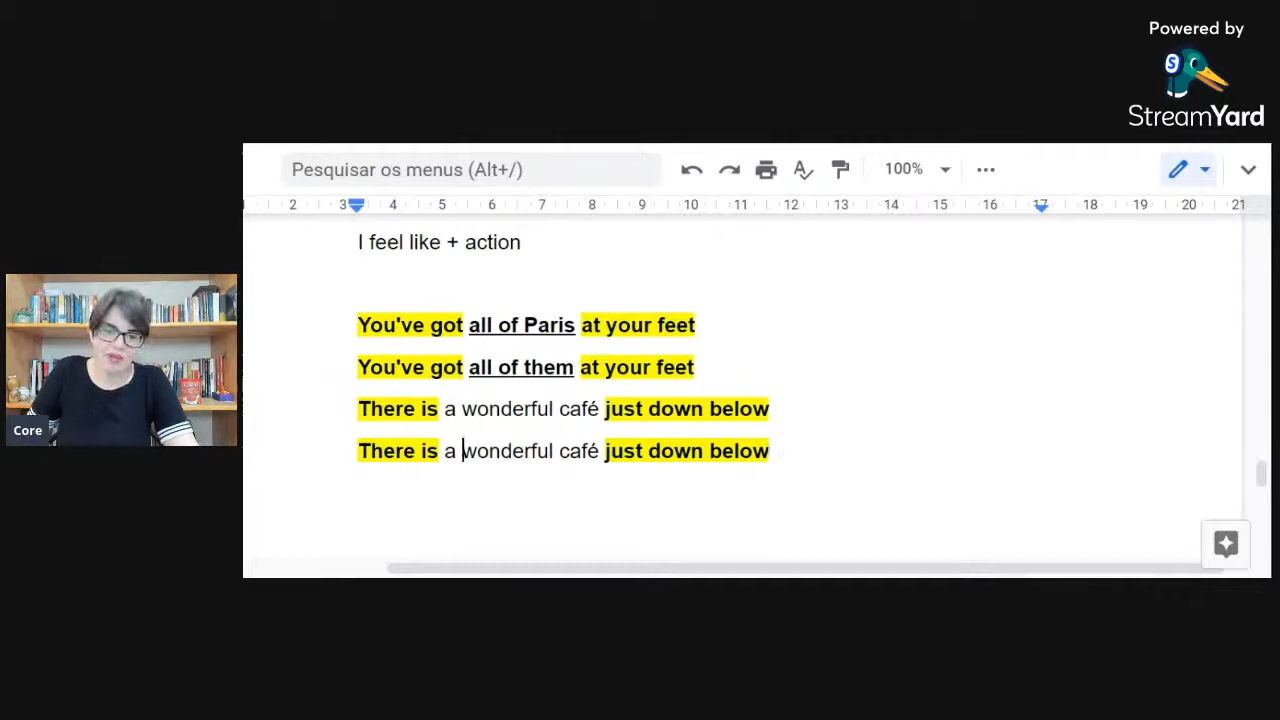 Powered by
StreamYard
Pesquisar os menus (Alt+/)
100%
2 3 4 5 6 7 8 9 10 11 12 13 14 15 16 17 18 19 20 21
I feel like + action
You've got all of Paris at your feet
You've got all of them at your feet
There is a wonderful café just down below
There is a wonderful café just down below
Core